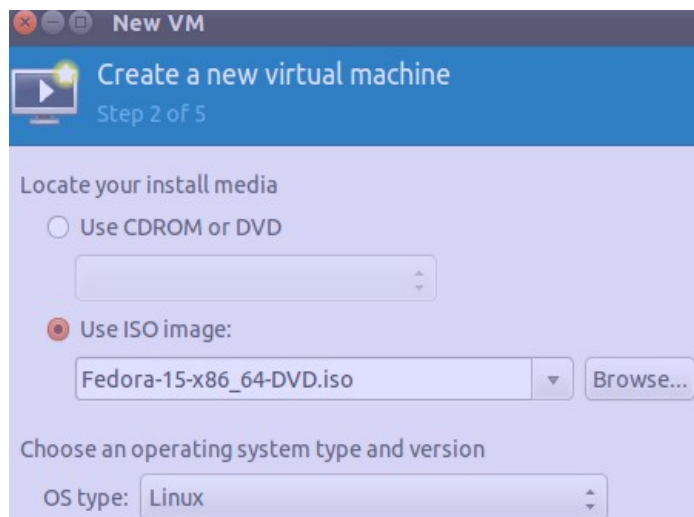 New VM
Create a new virtual machine
Step 2 of 5
Locate your install media
Use CDROM or DVD
Use ISO image:
Fedora-15-x86_64-DVD.iso
Browse...
Choose an operating system type and version
OS type: Linux